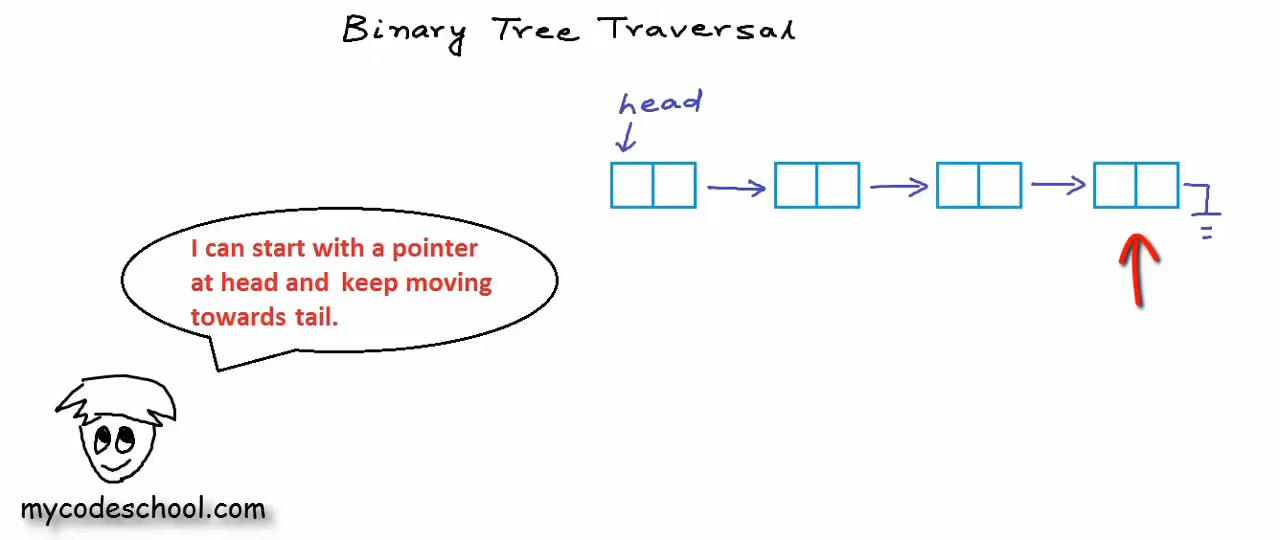 Binary Tree Traversal
head
I can start with a pointer
at head and keep moving
towards tail.
mycodeschool.com